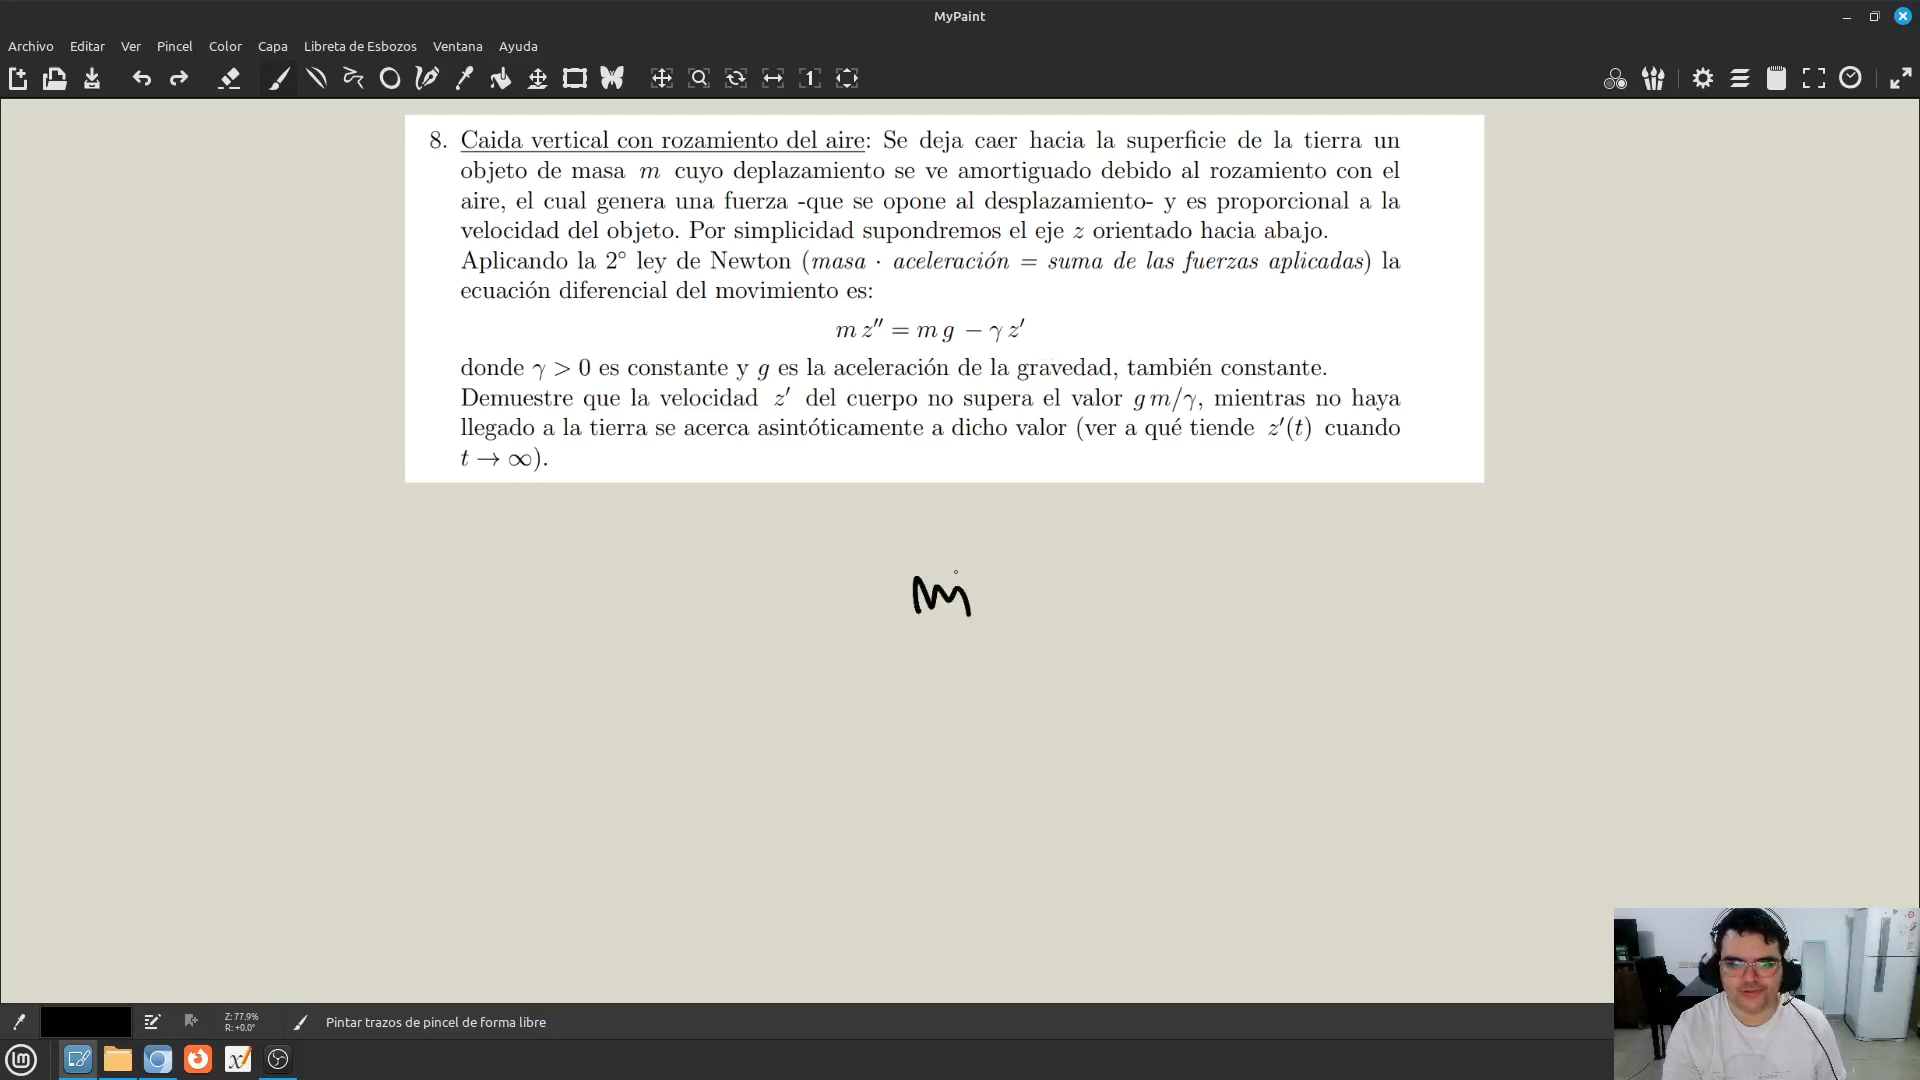 MyPaint
Archivo Editar Ver Pincel Color Capa Libreta de Esbozos Ventana Ayuda
8. Caida vertical con rozamiento del aire: Se deja caer hacia la superficie de la tierra un
objeto de masa m cuyo deplazamiento se ve amortiguado debido al rozamiento con el
aire, el cual genera una fuerza -que se opone al desplazamiento- y es proporcional a la
velocidad del objeto. Por simplicidad supondremos el eje z orientado hacia abajo.
Aplicando la 2° ley de Newton (masa · aceleración = suma de las fuerzas aplicadas) la
ecuación diferencial del movimiento es:
m z'' = m g − γ z'
donde γ > 0 es constante y g es la aceleración de la gravedad, también constante.
Demuestre que la velocidad z' del cuerpo no supera el valor g m/γ, mientras no haya
llegado a la tierra se acerca asintóticamente a dicho valor (ver a qué tiende z'(t) cuando
t → ∞).
m
Z: 77.9%
R: +0.0°
Pintar trazos de pincel de forma libre